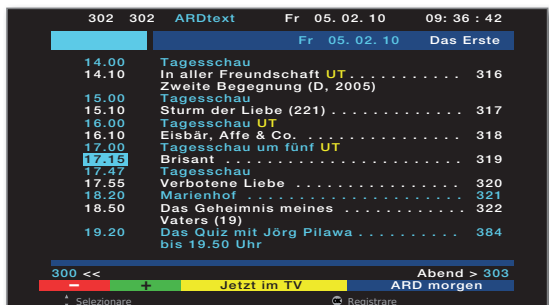 302 302 ARDtext Fr 05. 02. 10 09: 36 : 42
Fr 05. 02. 10 Das Erste
14.00 Tagesschau
14.10 In aller Freundschaft UT . . . . . . . . . . . 316
Zweite Begegnung (D, 2005)
15.00 Tagesschau
15.10 Sturm der Liebe (221) . . . . . . . . . . . . . 317
16.00 Tagesschau UT
16.10 Eisbär, Affe & Co. . . . . . . . . . . . . . . . 318
17.00 Tagesschau um fünf UT
17.15 Brisant . . . . . . . . . . . . . . . . . . . . . . . 319
17.47 Tagesschau
17.55 Verbotene Liebe . . . . . . . . . . . . . . . . 320
18.20 Marienhof . . . . . . . . . . . . . . . . . . . . . 321
18.50 Das Geheimnis meines . . . . . . . . . . . 322
Vaters (19)
19.20 Das Quiz mit Jörg Pilawa . . . . . . . . . . 384
bis 19.50 Uhr
300 << Abend > 303
− + Jetzt im TV ARD morgen
Selezionare Registrare